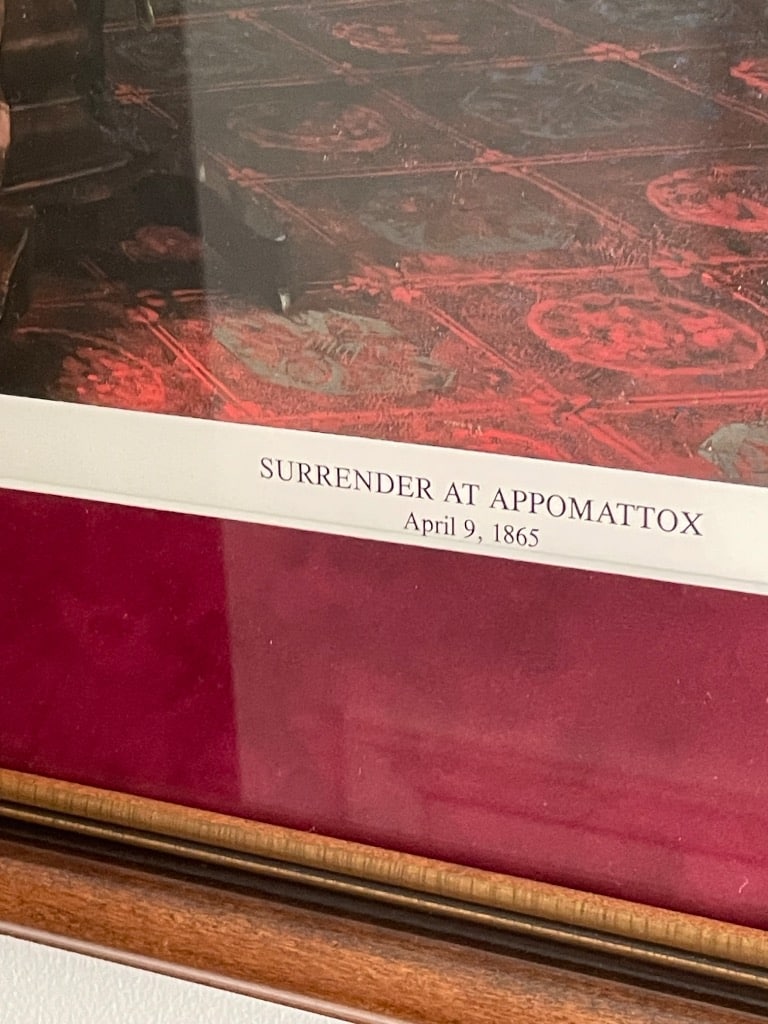 SURRENDER AT APPOMATTOX
April 9, 1865